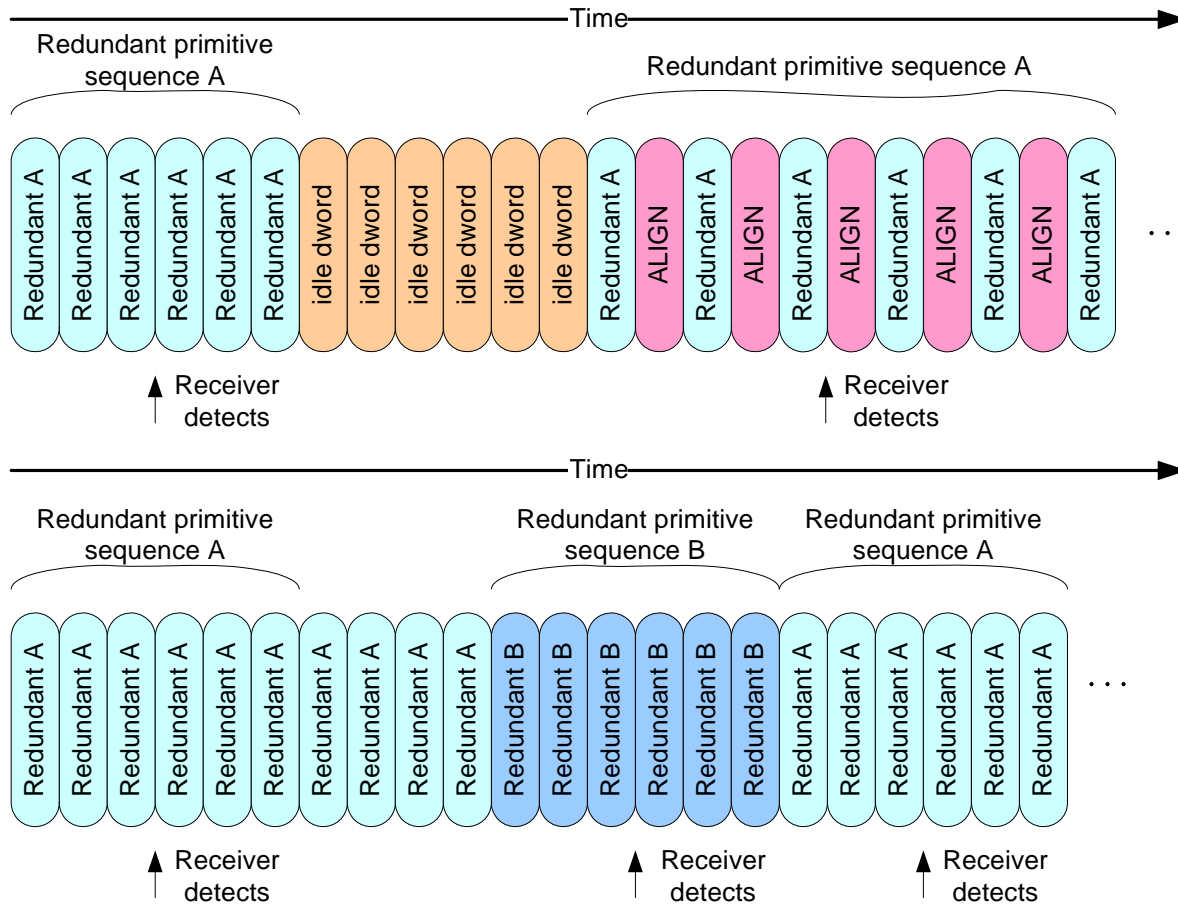 Time
Redundant primitive
sequence A
Redundant primitive sequence A
Redundant A
Redundant A
Redundant A
Redundant A
Redundant A
Redundant A
idle dword
idle dword
idle dword
idle dword
idle dword
idle dword
Redundant A
ALIGN
Redundant A
ALIGN
Redundant A
ALIGN
Redundant A
ALIGN
Redundant A
ALIGN
Redundant A
. .
Receiver
detects
Receiver
detects
Time
Redundant primitive
sequence A
Redundant primitive
sequence B
Redundant primitive
sequence A
Redundant A
Redundant A
Redundant A
Redundant A
Redundant A
Redundant A
Redundant A
Redundant A
Redundant A
Redundant A
Redundant B
Redundant B
Redundant B
Redundant B
Redundant B
Redundant B
Redundant A
Redundant A
Redundant A
Redundant A
Redundant A
Redundant A
. . .
Receiver
detects
Receiver
detects
Receiver
detects